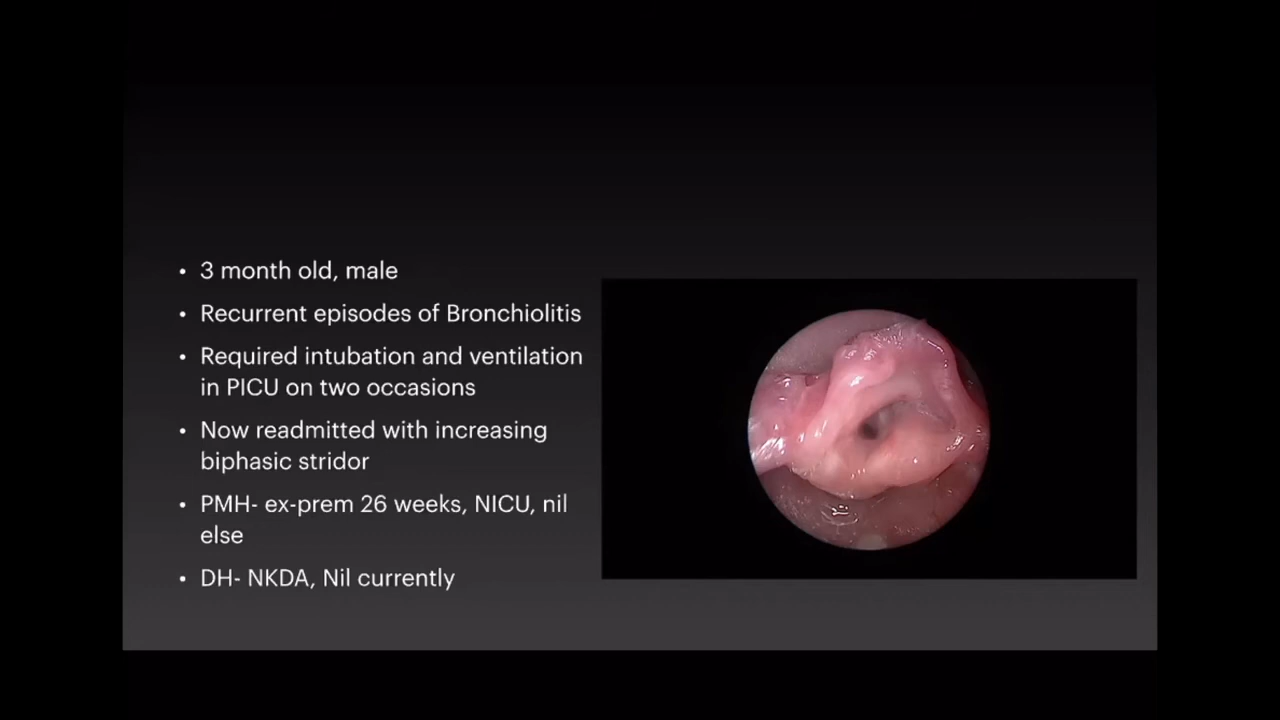 • 3 month old, male
• Recurrent episodes of Bronchiolitis
• Required intubation and ventilation
in PICU on two occasions
• Now readmitted with increasing
biphasic stridor
• PMH- ex-prem 26 weeks, NICU, nil
else
• DH- NKDA, Nil currently